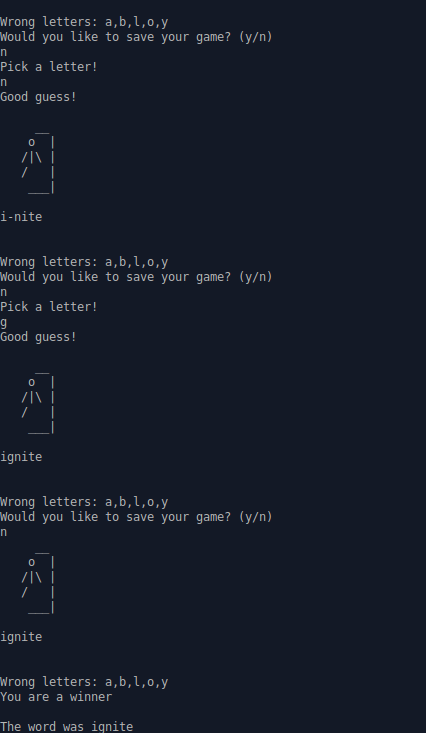 Wrong letters: a,b,l,o,y
Would you like to save your game? (y/n)
n
Pick a letter!
n
Good guess!
     __
    o  |
   /|\ |
   /   |
    ___|
i-nite
Wrong letters: a,b,l,o,y
Would you like to save your game? (y/n)
n
Pick a letter!
g
Good guess!
     __
    o  |
   /|\ |
   /   |
    ___|
ignite
Wrong letters: a,b,l,o,y
Would you like to save your game? (y/n)
n
     __
    o  |
   /|\ |
   /   |
    ___|
ignite
Wrong letters: a,b,l,o,y
You are a winner
The word was ignite